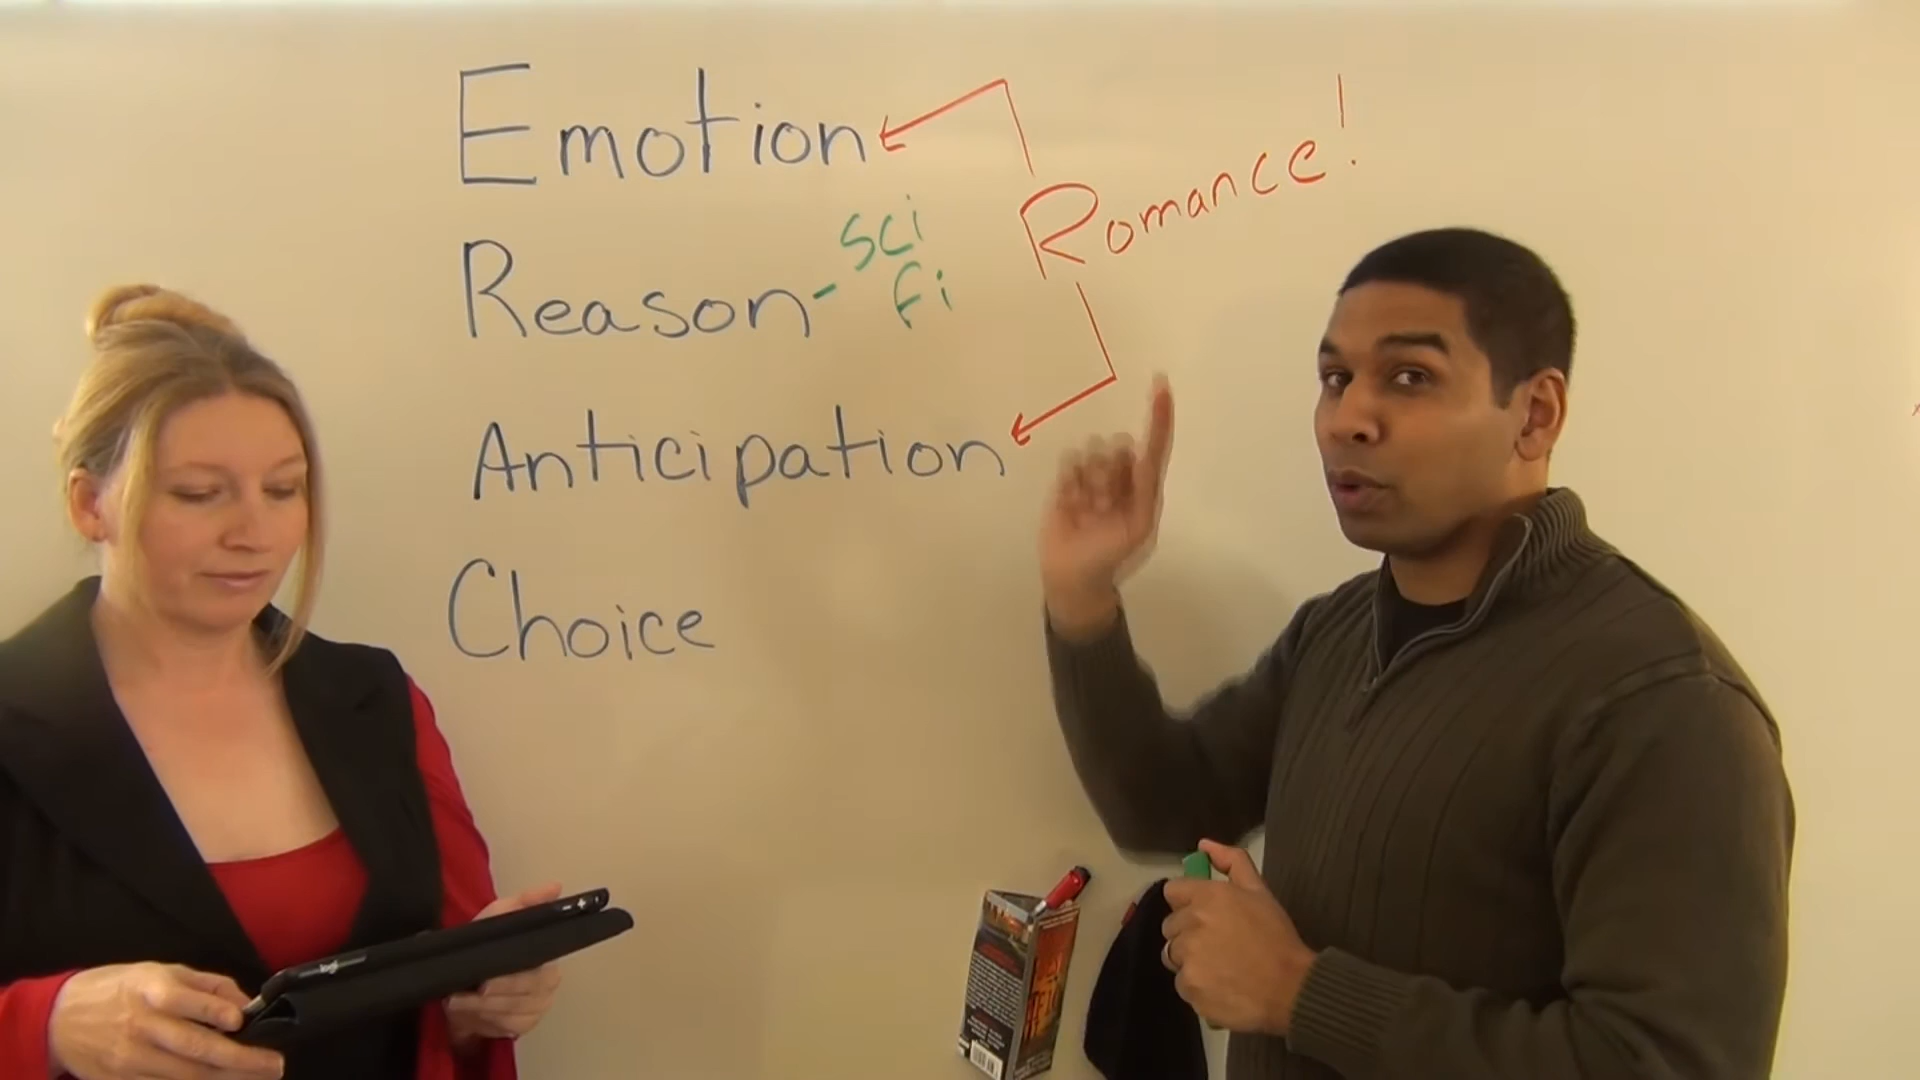 Emotion
Romance!
Reason - Sci
Fi
Anticipation
Choice